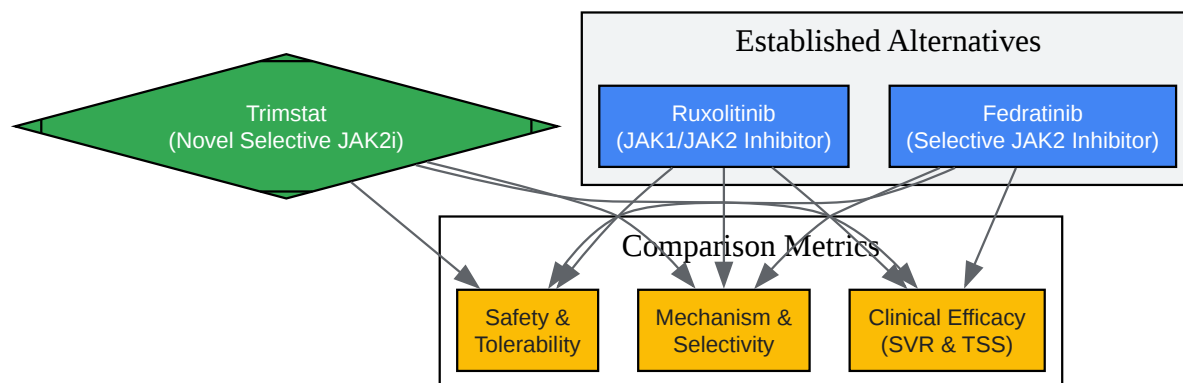 Established Alternatives
Trimstat
(Novel Selective JAK2i)
Ruxolitinib
(JAK1/JAK2 Inhibitor)
Fedratinib
(Selective JAK2 Inhibitor)
Comparison Metrics
Safety &
Tolerability
Mechanism &
Selectivity
Clinical Efficacy
(SVR & TSS)